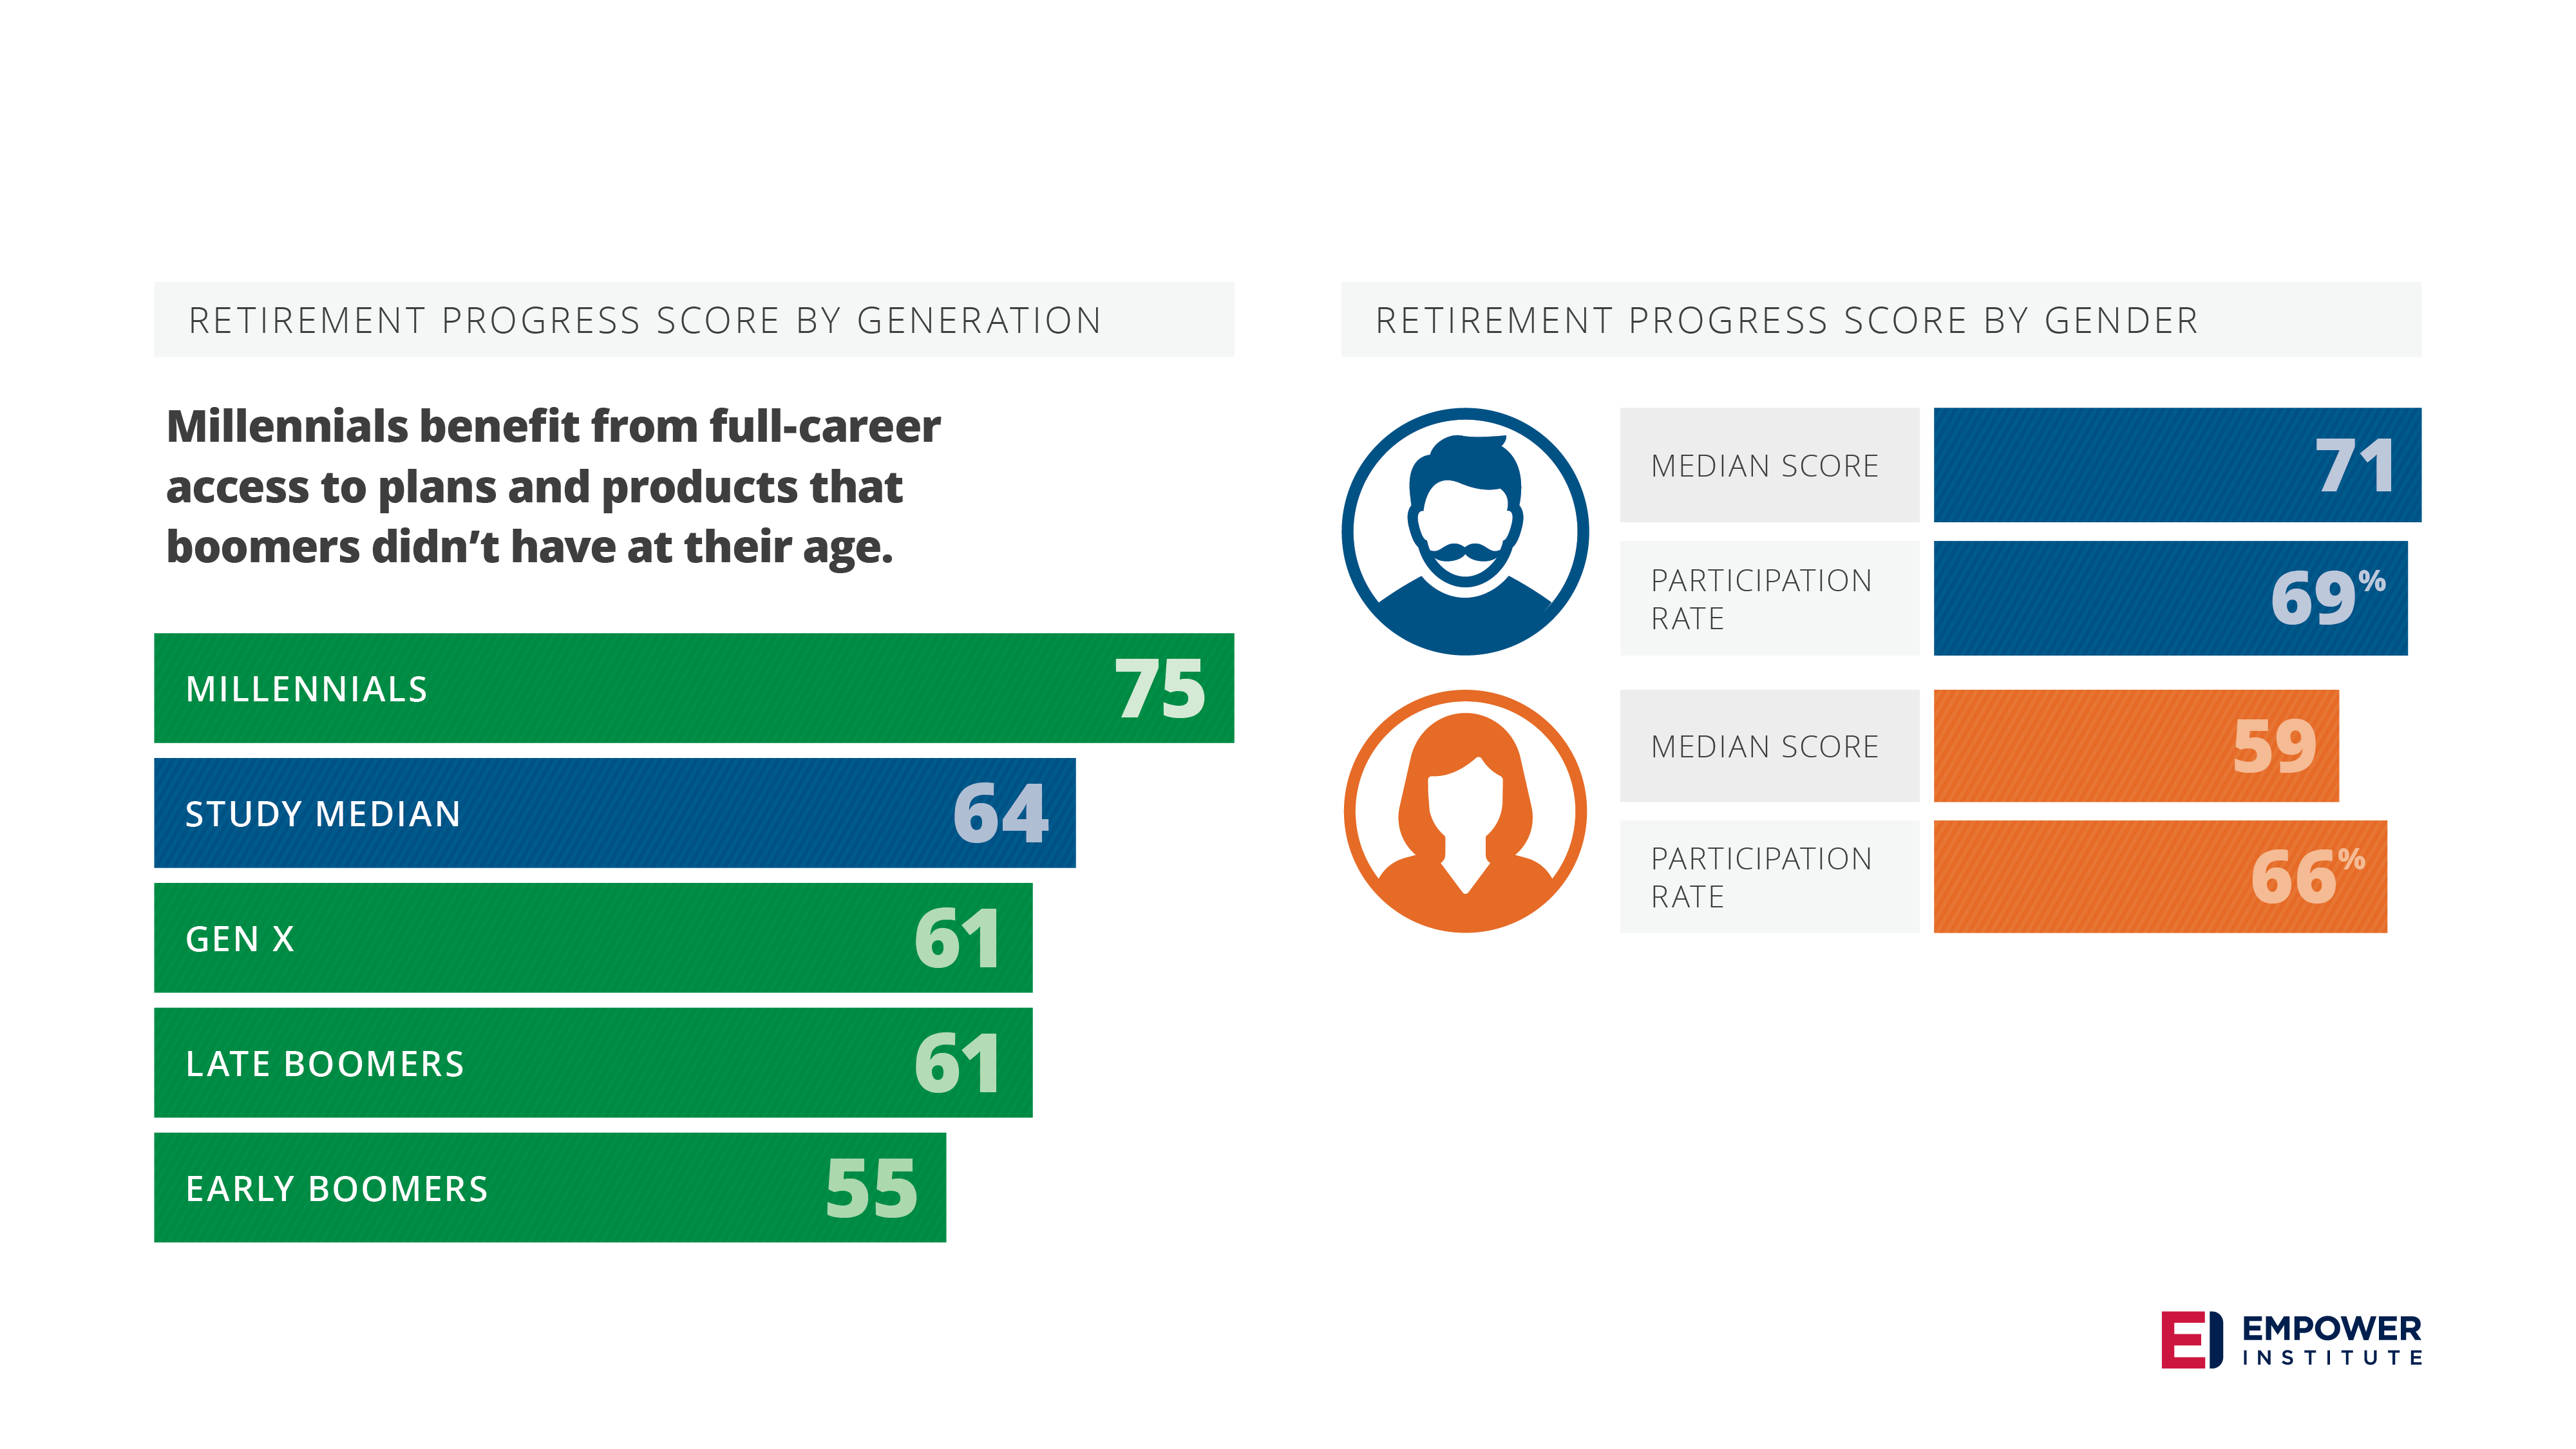 RETIREMENT PROGRESS SCORE BY GENERATION
Millennials benefit from full-career
access to plans and products that
boomers didn’t have at their age.
MILLENNIALS 75
STUDY MEDIAN 64
GEN X 61
LATE BOOMERS 61
EARLY BOOMERS 55
RETIREMENT PROGRESS SCORE BY GENDER
MEDIAN SCORE 71
PARTICIPATION
RATE
69%
MEDIAN SCORE 59
PARTICIPATION
RATE
66%
EMPOWER
INSTITUTE